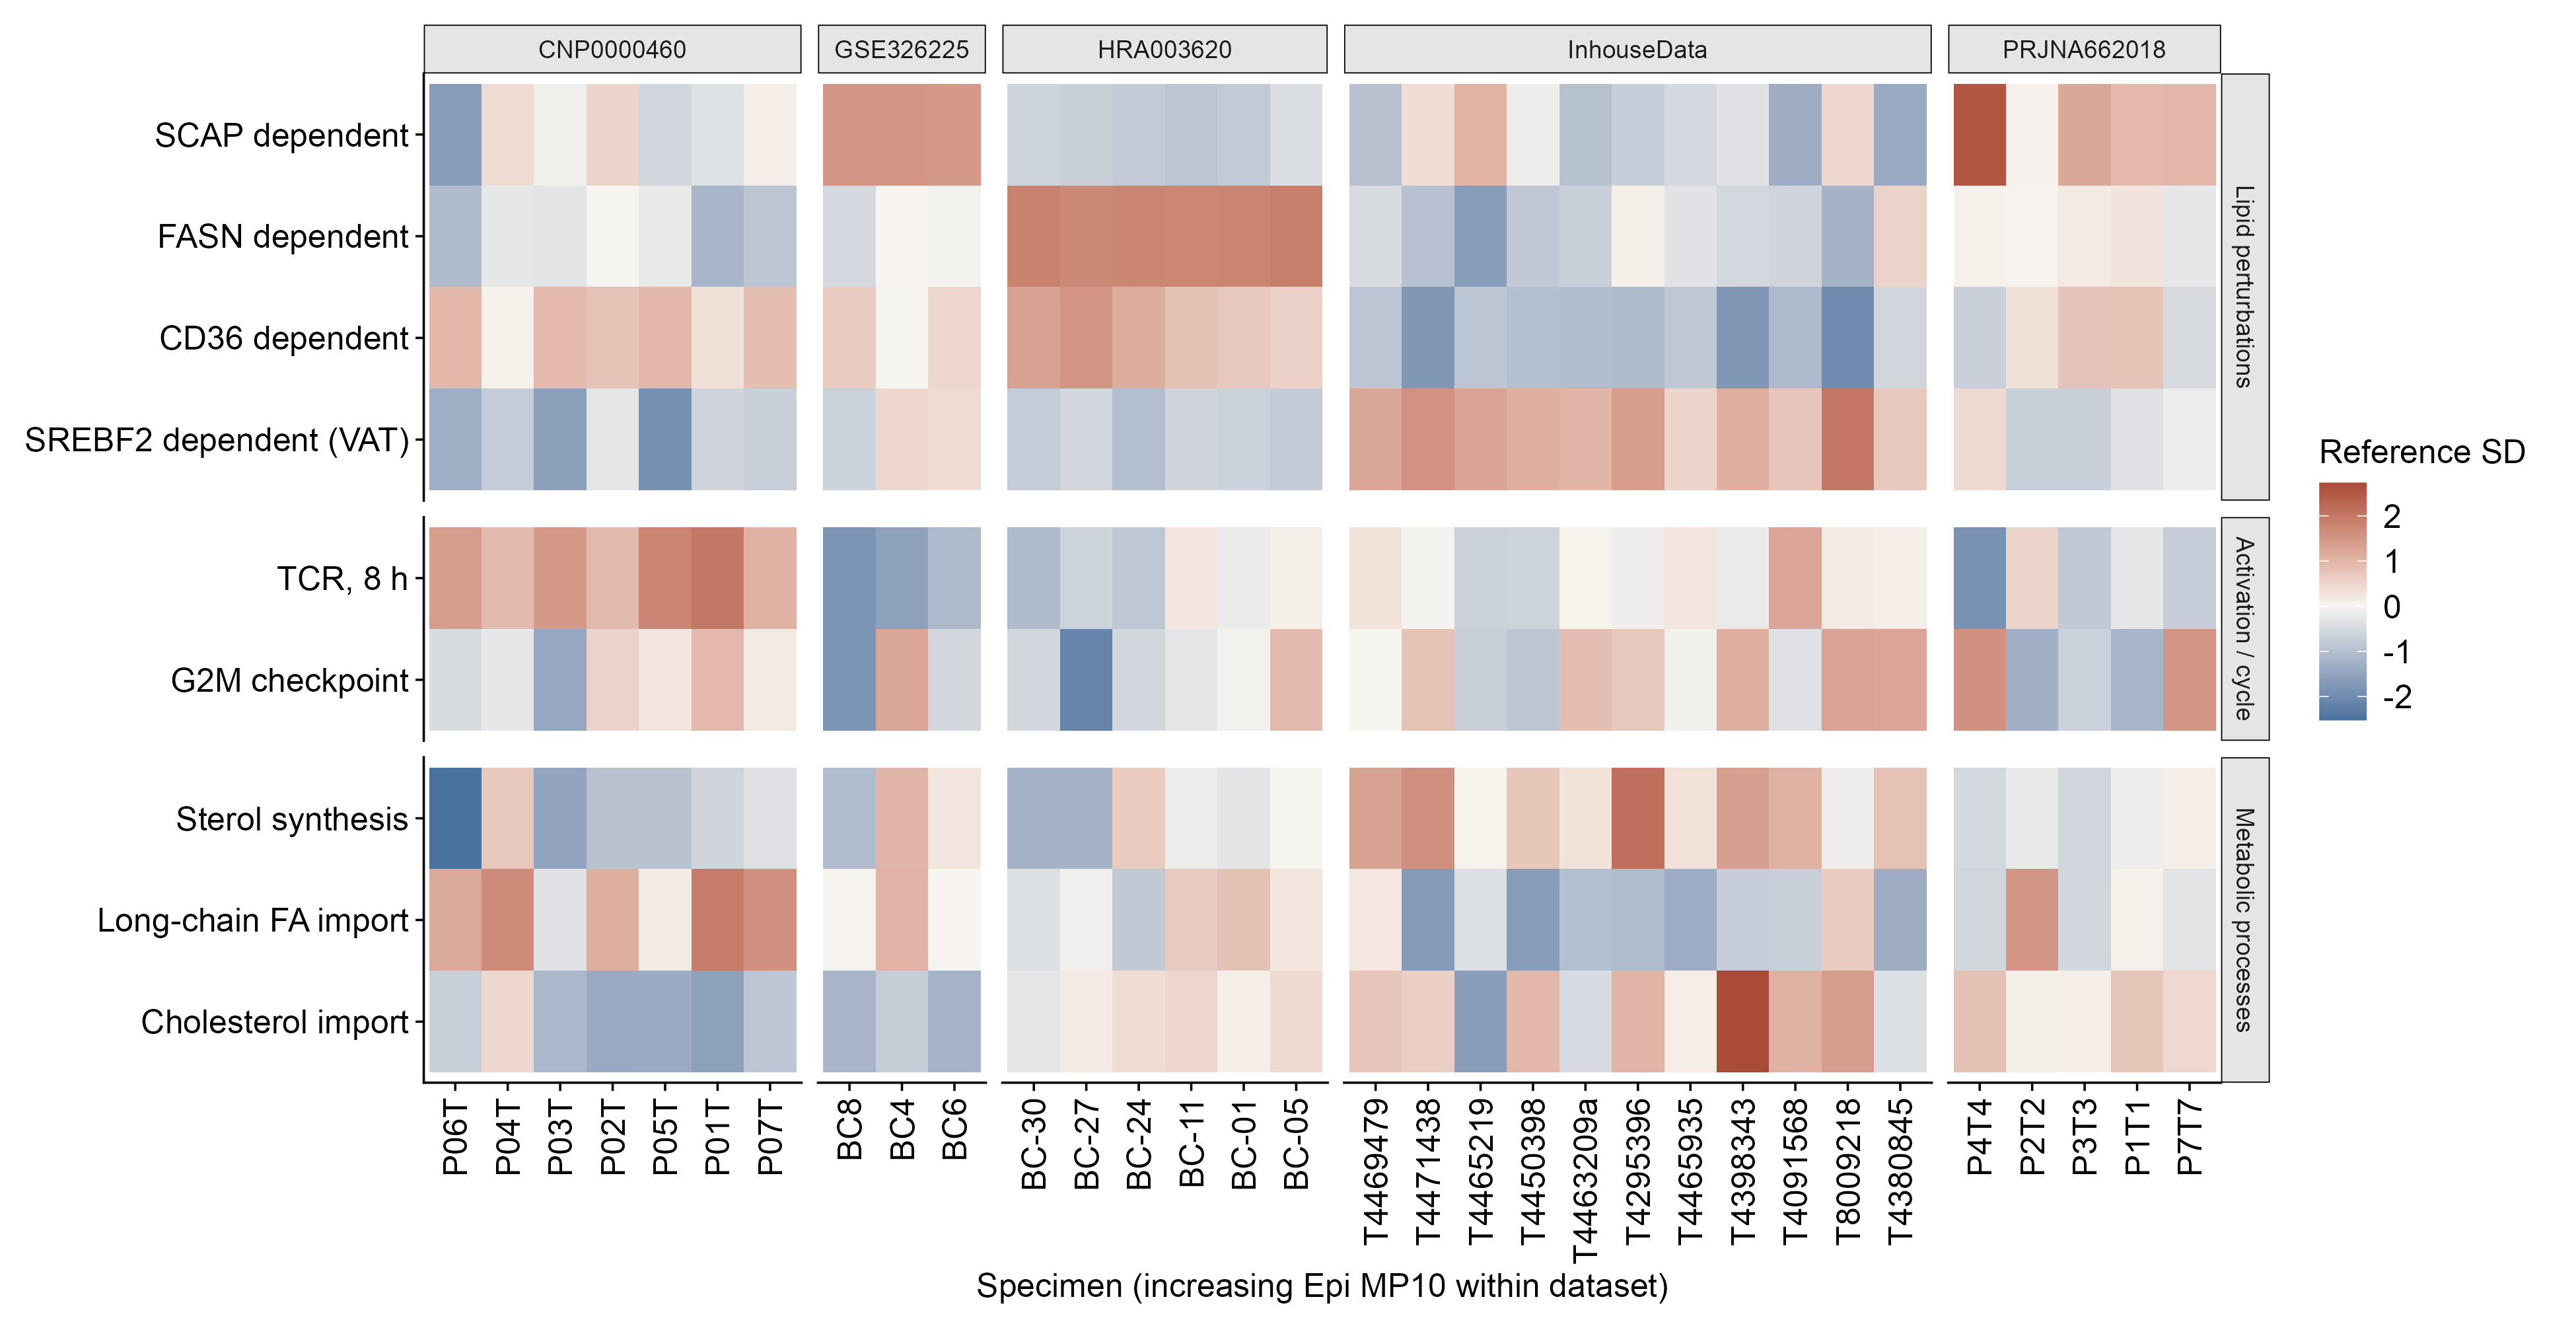 CNP0000460 GSE326225 HRA003620 InhouseData PRJNA662018
SCAP dependent
FASN dependent
CD36 dependent
SREBF2 dependent (VAT)
Lipid perturbations
TCR, 8 h
G2M checkpoint
Activation / cycle
Sterol synthesis
Long-chain FA import
Cholesterol import
Metabolic processes
P06T P04T P03T P02T P05T P01T P07T BC8 BC4 BC6 BC-30 BC-27 BC-24 BC-11 BC-01 BC-05 T4469479 T4471438 T4465219 T4450398 T4463209a T4295396 T4465935 T4398343 T4091568 T80092218 T4380845 P4T4 P2T2 P3T3 P1T1 P7T7
Specimen (increasing Epi MP10 within dataset)
Reference SD
2
1
0
-1
-2